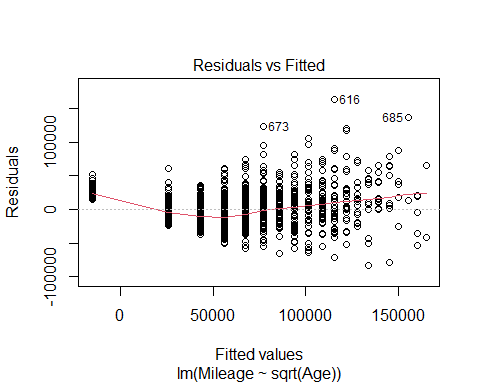 Residuals vs Fitted
Residuals
100000
0
-100000
616
685
673
0
50000
100000
150000
Fitted values
lm(Mileage ~ sqrt(Age))